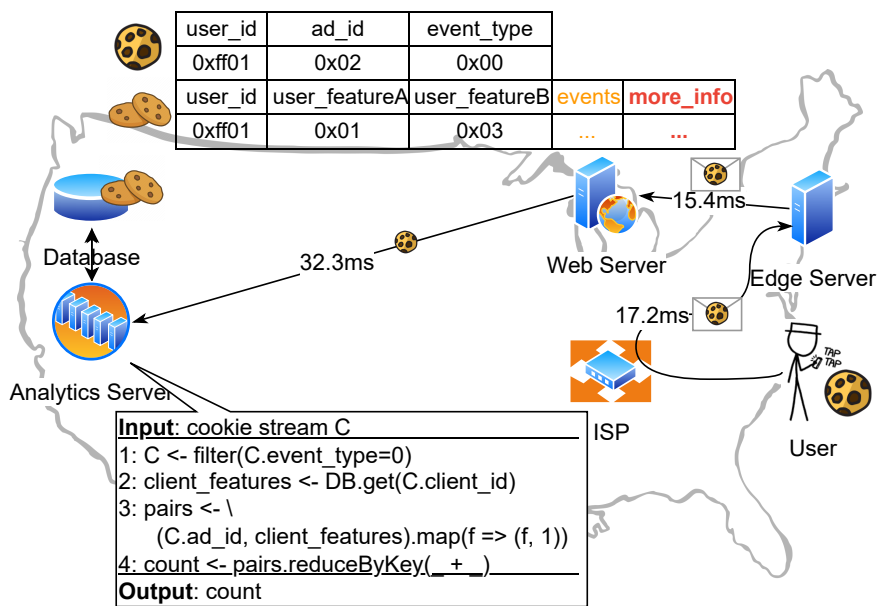 user_id ad_id event_type
0xff01 0x02 0x00
user_id user_featureA user_featureB events more_info
0xff01 0x01 0x03 ... ...
15.4ms
Database
32.3ms
Web Server
Edge Server
17.2ms
TAP
TAP
Analytics Server
ISP
User
Input: cookie stream C
1: C <- filter(C.event_type=0)
2: client_features <- DB.get(C.client_id)
3: pairs <- \
(C.ad_id, client_features).map(f => (f, 1))
4: count <- pairs.reduceByKey(_ + _)
Output: count